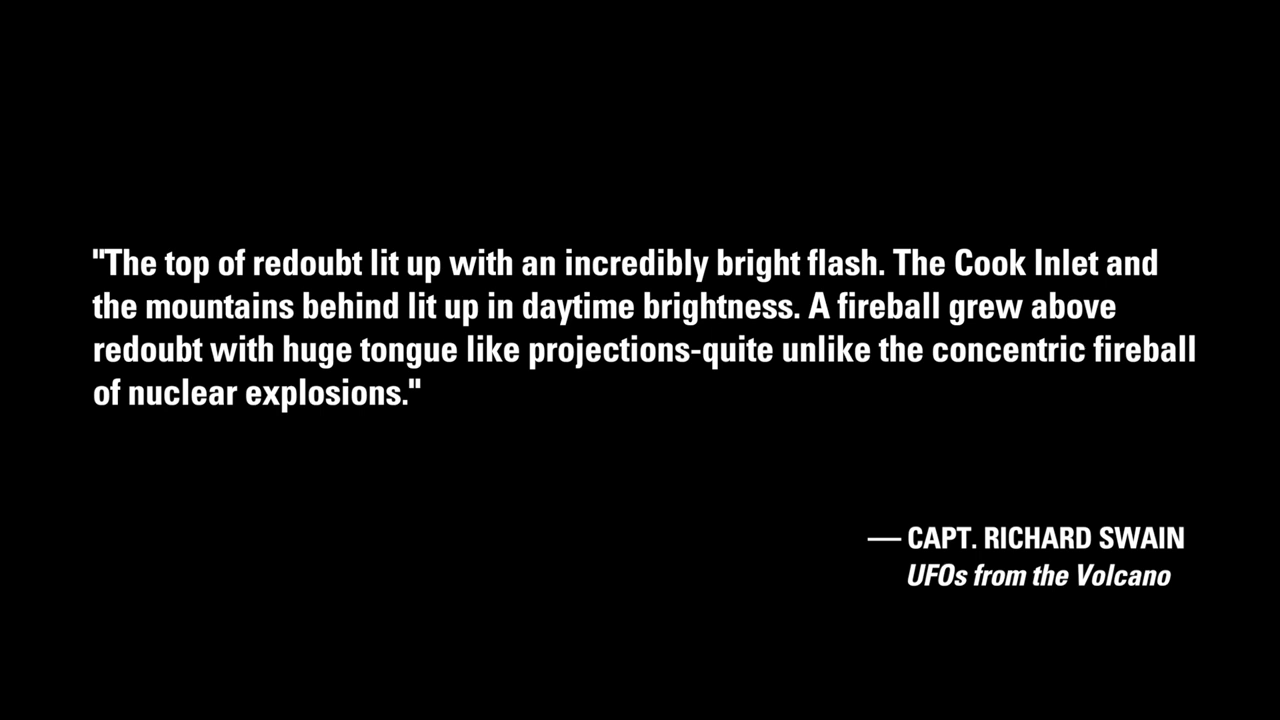 "The top of redoubt lit up with an incredibly bright flash. The Cook Inlet and
the mountains behind lit up in daytime brightness. A fireball grew above
redoubt with huge tongue like projections-quite unlike the concentric fireball
of nuclear explosions."
— CAPT. RICHARD SWAIN
UFOs from the Volcano